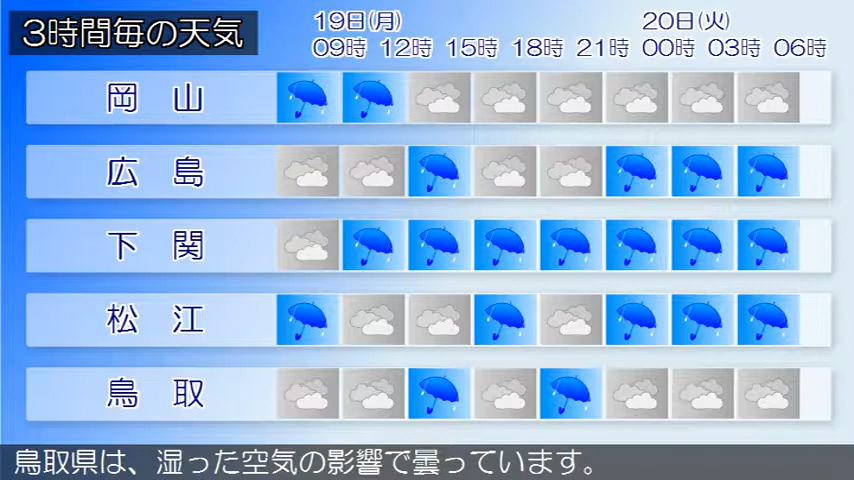 3時間毎の天気
19日(月) 20日(火)
09時 12時 15時 18時 21時 00時 03時 06時
岡 山
広 島
下 関
松 江
鳥 取
鳥取県は、湿った空気の影響で曇っています。